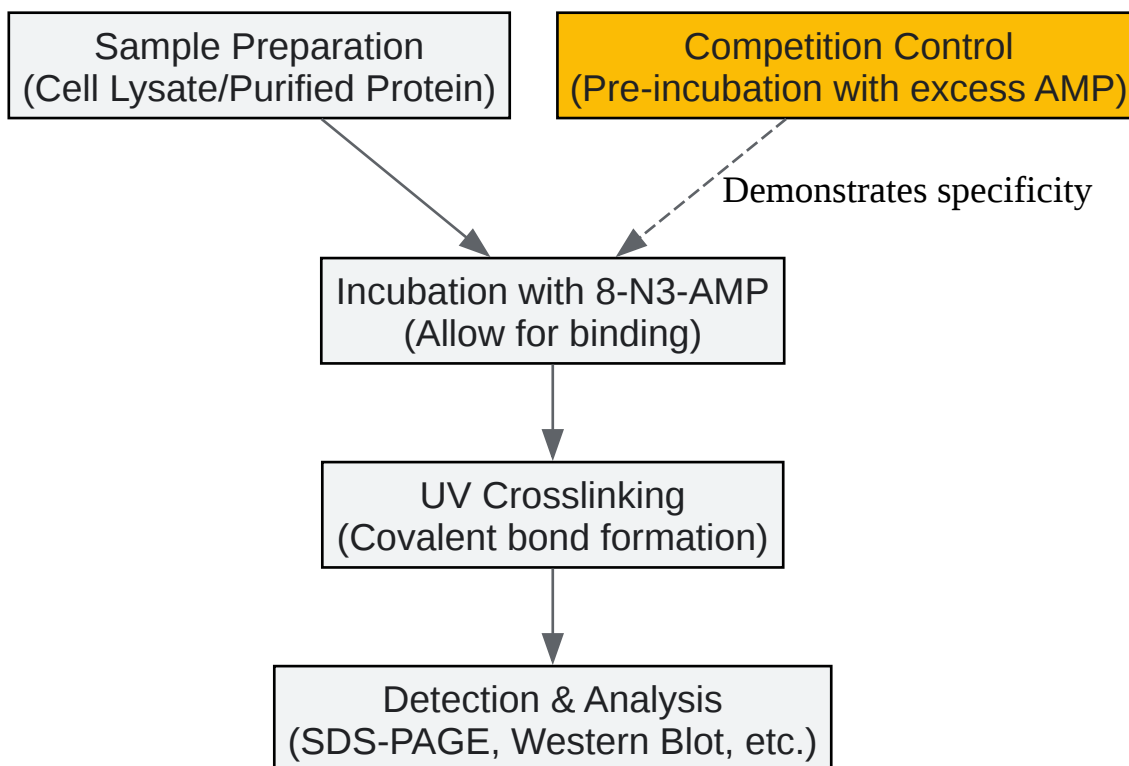 Sample Preparation
(Cell Lysate/Purified Protein)
Competition Control
(Pre-incubation with excess AMP)
Demonstrates specificity
Incubation with 8-N3-AMP
(Allow for binding)
UV Crosslinking
(Covalent bond formation)
Detection & Analysis
(SDS-PAGE, Western Blot, etc.)